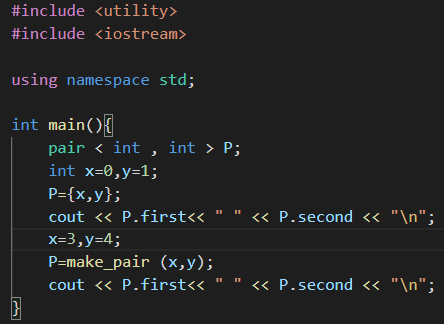 #include <utility>
#include <iostream>
using namespace std;
int main(){
pair < int , int > P;
int x=0,y=1;
P={x,y};
cout << P.first<< " " << P.second << "\n";
x=3,y=4;
P=make_pair (x,y);
cout << P.first<< " " << P.second << "\n";
}